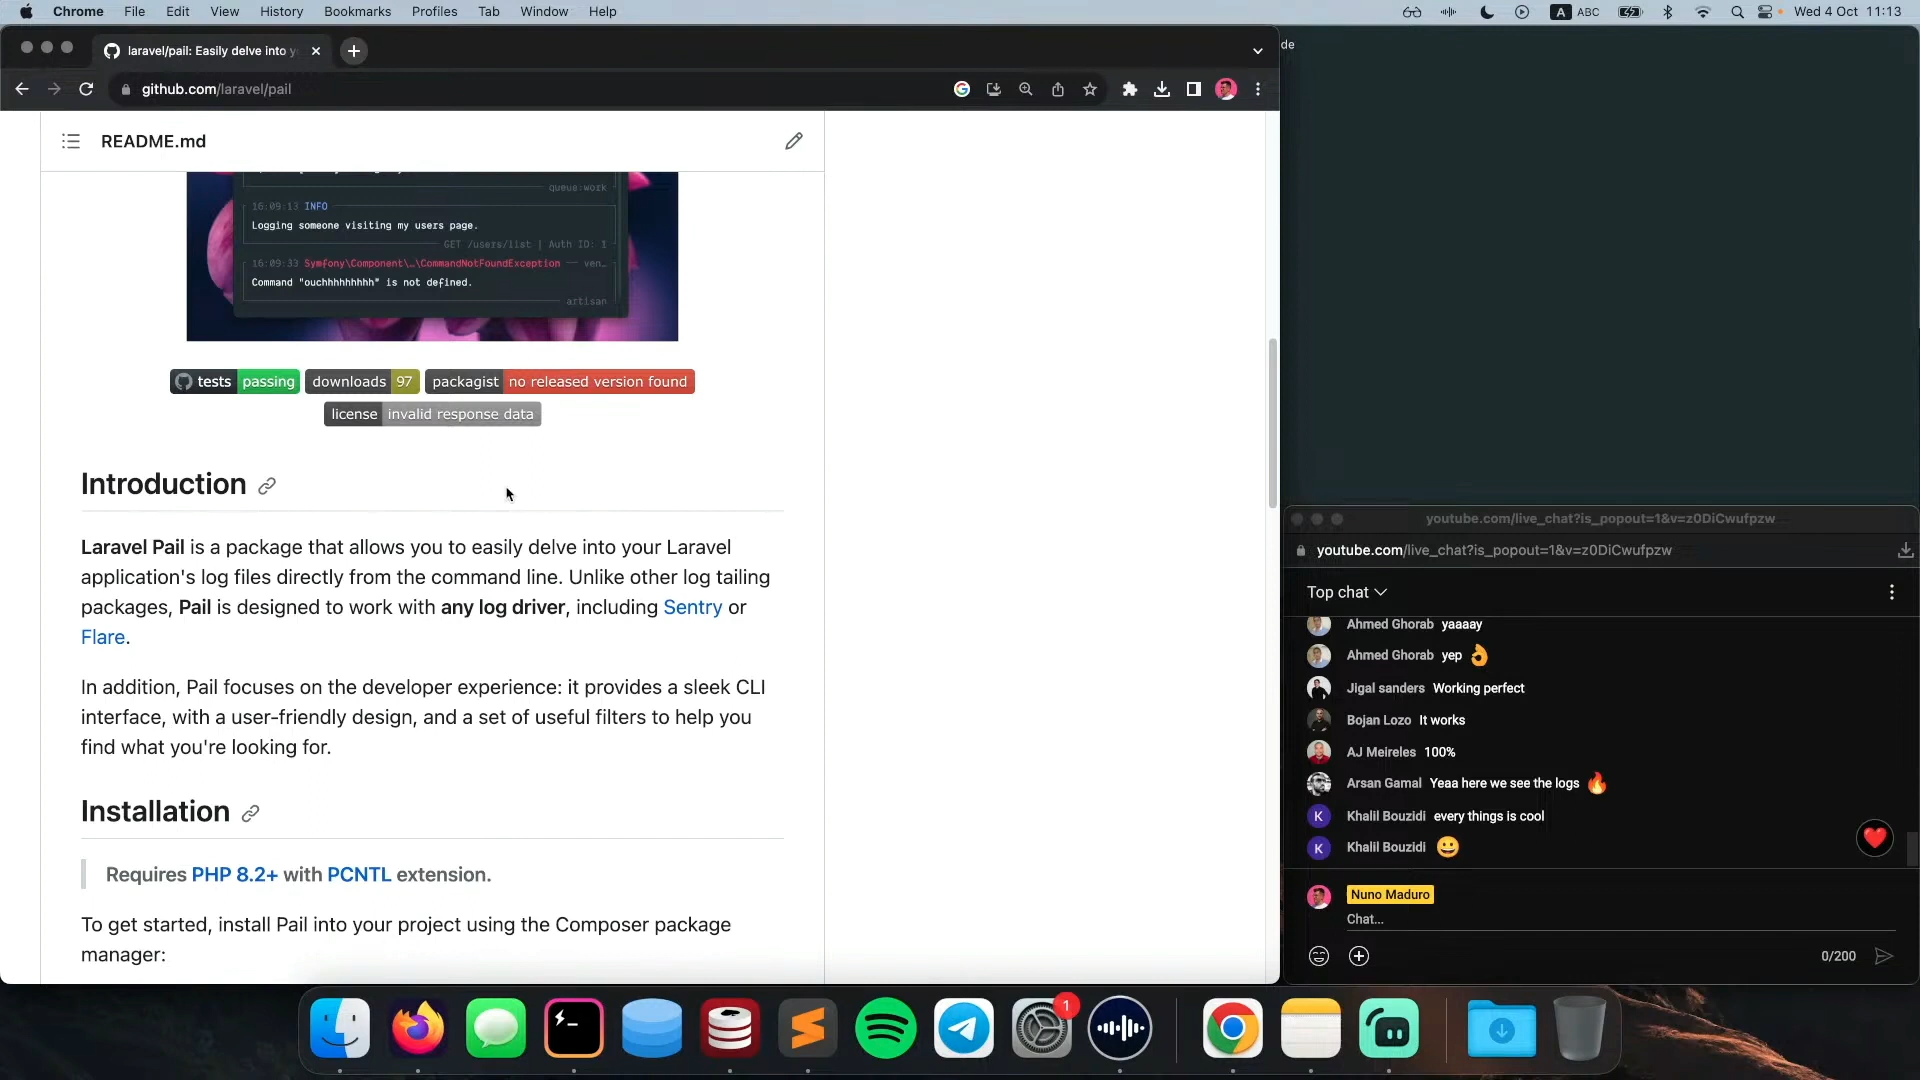 Chrome File Edit View History Bookmarks Profiles Tab Window Help
A ABC Wed 4 Oct 11:13
laravel/pail: Easily delve into y
de
github.com/laravel/pail
README.md
queue:work
16:09:13 INFO
Logging someone visiting my users page.
GET /users/list | Auth ID: 1
16:09:33 Symfony\Component\…\CommandNotFoundException ven…
Command "ouchhhhhhhhh" is not defined.
artisan
tests passing downloads 97 packagist no released version found
license invalid response data
Introduction
Laravel Pail is a package that allows you to easily delve into your Laravel
application's log files directly from the command line. Unlike other log tailing
packages, Pail is designed to work with any log driver, including Sentry or
Flare.
In addition, Pail focuses on the developer experience: it provides a sleek CLI
interface, with a user-friendly design, and a set of useful filters to help you
find what you're looking for.
Installation
Requires PHP 8.2+ with PCNTL extension.
To get started, install Pail into your project using the Composer package
manager:
youtube.com/live_chat?is_popout=1&v=z0DiCwufpzw
youtube.com/live_chat?is_popout=1&v=z0DiCwufpzw
Top chat
Ahmed Ghorab yaaaay
Ahmed Ghorab yep 👌
Jigal sanders Working perfect
Bojan Lozo It works
AJ Meireles 100%
Arsan Gamal Yeaa here we see the logs 🔥
K Khalil Bouzidi every things is cool
K Khalil Bouzidi 😀
Nuno Maduro
Chat...
0/200
1